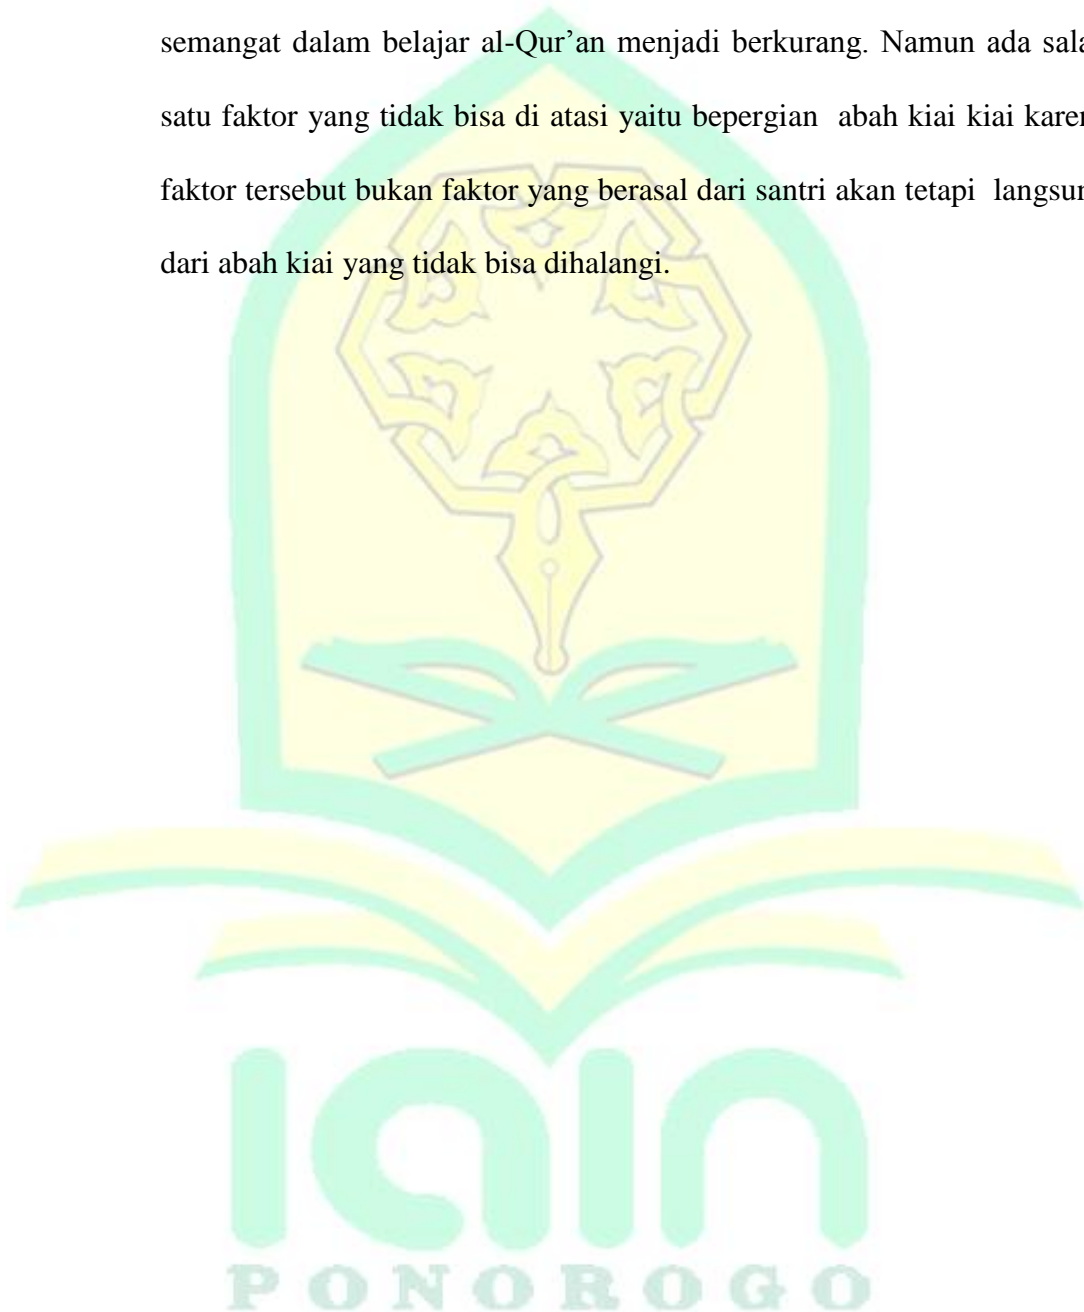 semangat dalam belajar al-Qur’an menjadi berkurang. Namun ada sala
satu faktor yang tidak bisa di atasi yaitu bepergian  abah kiai kiai karen
faktor tersebut bukan faktor yang berasal dari santri akan tetapi  langsun
dari abah kiai yang tidak bisa dihalangi.
iain
PONOROGO